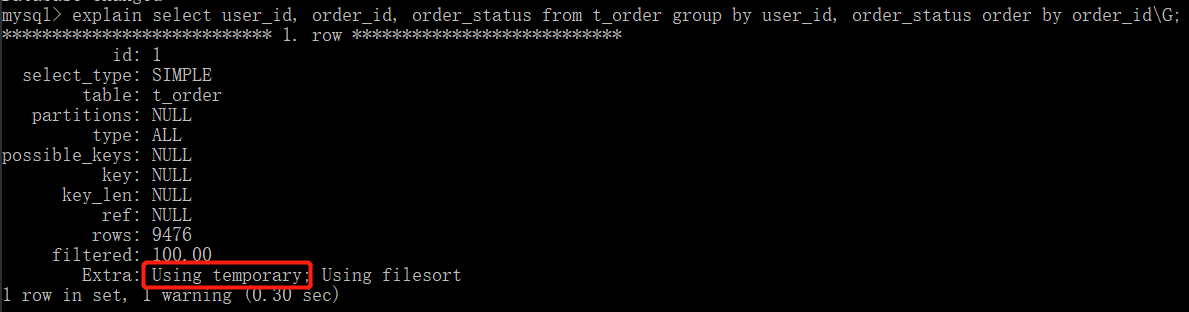 Database changed
mysql> explain select user_id, order_id, order_status from t_order group by user_id, order_status order by order_id\G;
*************************** 1. row ***************************
id: 1
select_type: SIMPLE
table: t_order
partitions: NULL
type: ALL
possible_keys: NULL
key: NULL
key_len: NULL
ref: NULL
rows: 9476
filtered: 100.00
Extra: Using temporary; Using filesort
1 row in set, 1 warning (0.30 sec)